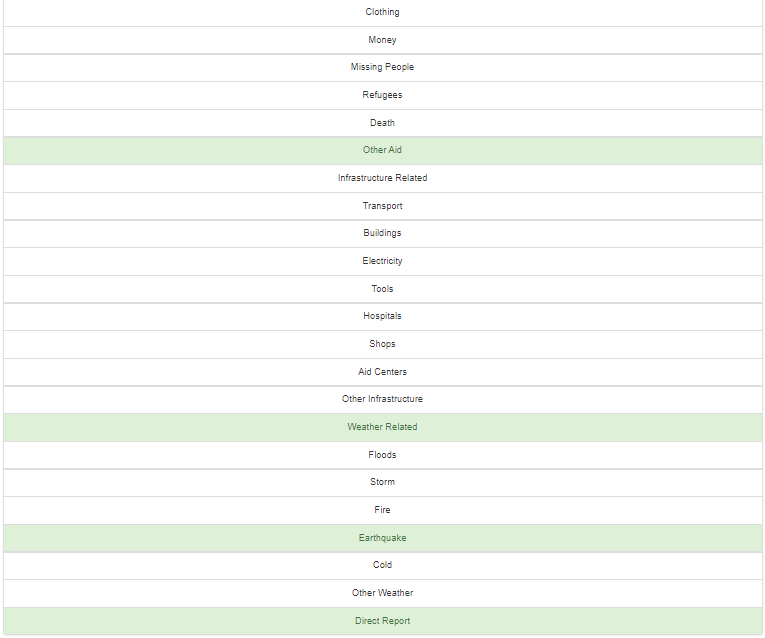 Clothing
Money
Missing People
Refugees
Death
Other Aid
Infrastructure Related
Transport
Buildings
Electricity
Tools
Hospitals
Shops
Aid Centers
Other Infrastructure
Weather Related
Floods
Storm
Fire
Earthquake
Cold
Other Weather
Direct Report